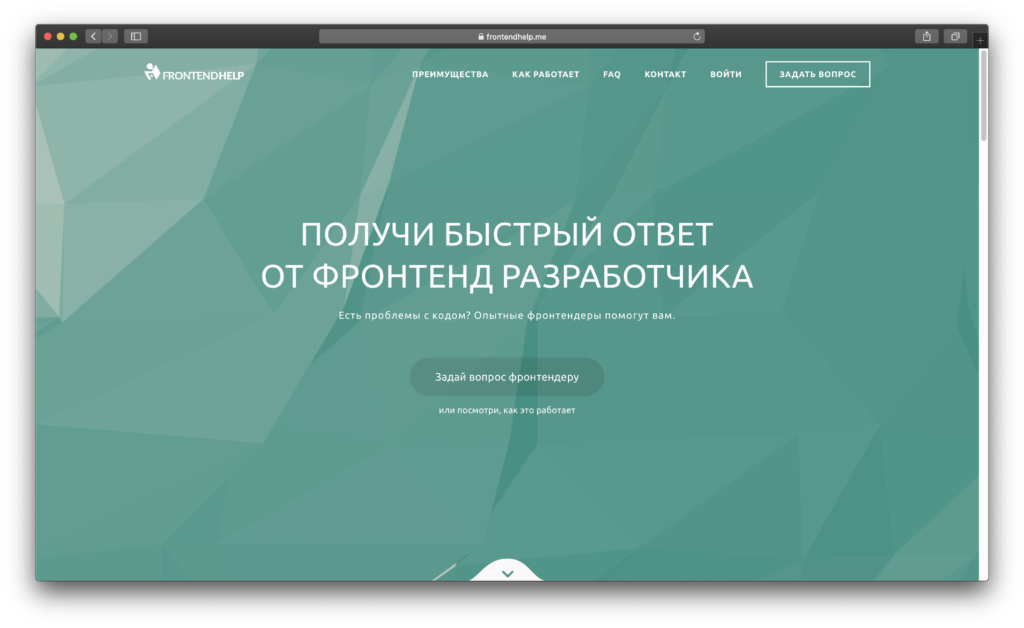 frontendhelp.me
FRONTENDHELP
ПРЕИМУЩЕСТВА КАК РАБОТАЕТ FAQ КОНТАКТ ВОЙТИ ЗАДАТЬ ВОПРОС
ПОЛУЧИ БЫСТРЫЙ ОТВЕТ
ОТ ФРОНТЕНД РАЗРАБОТЧИКА
Есть проблемы с кодом? Опытные фронтендеры помогут вам.
Задай вопрос фронтендеру
или посмотри, как это работает